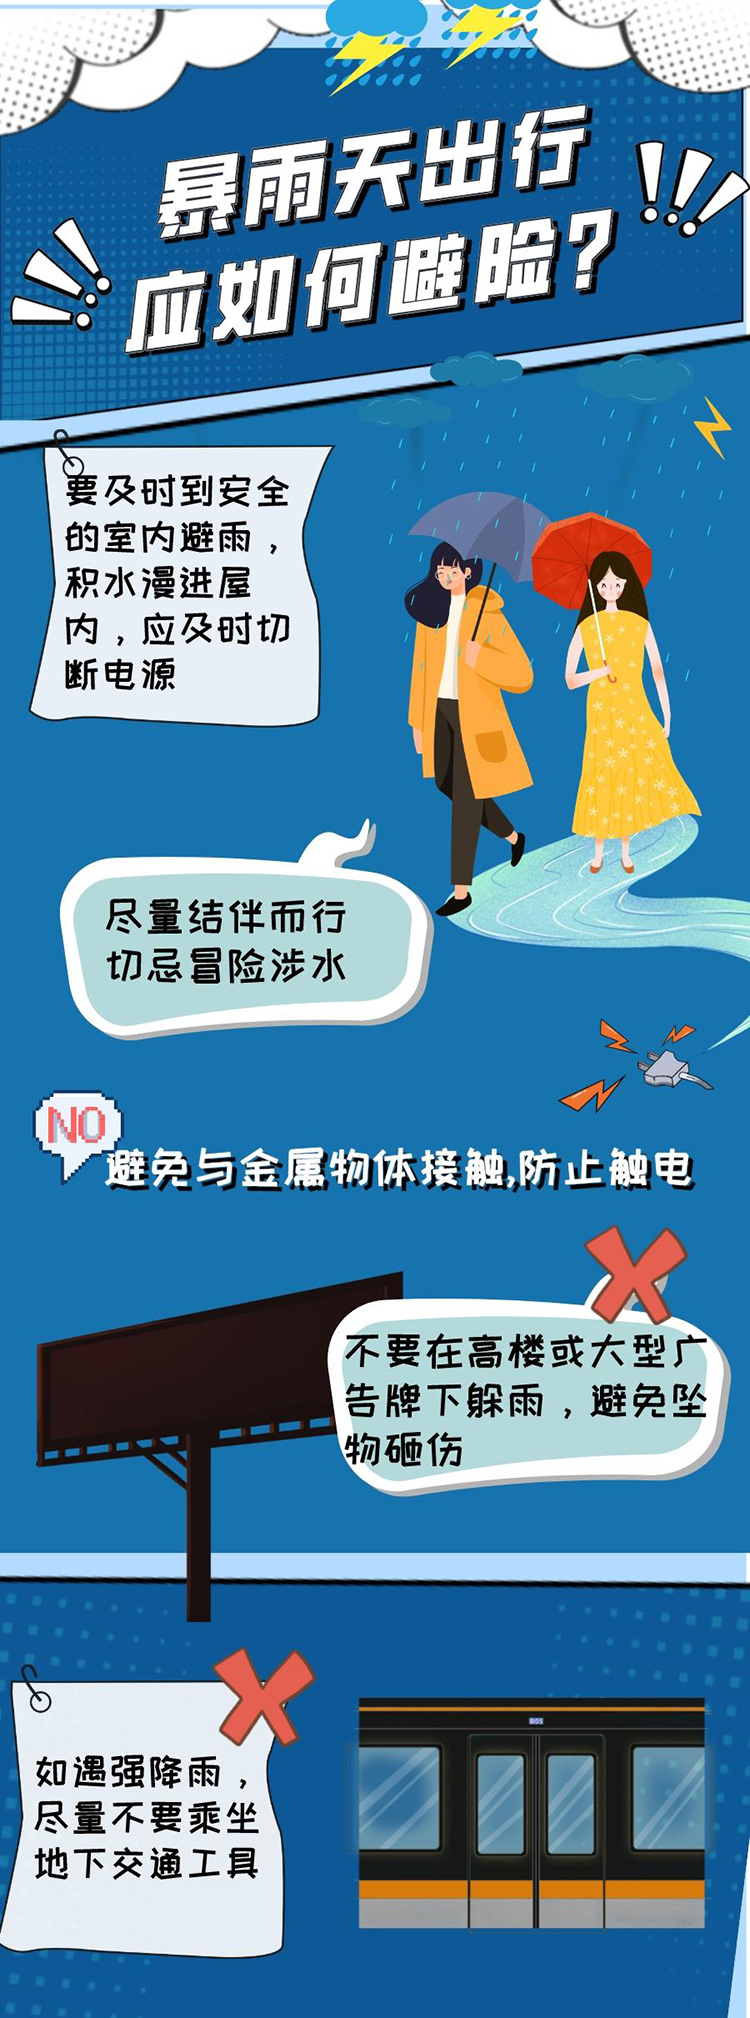 暴雨天出行
应如何避险？
要及时到安全
的室内避雨，
积水漫进屋
内，应及时切
断电源
尽量结伴而行
切忌冒险涉水
NO
避免与金属物体接触,防止触电
不要在高楼或大型广
告牌下躲雨，避免坠
物砸伤
如遇强降雨，
尽量不要乘坐
地下交通工具